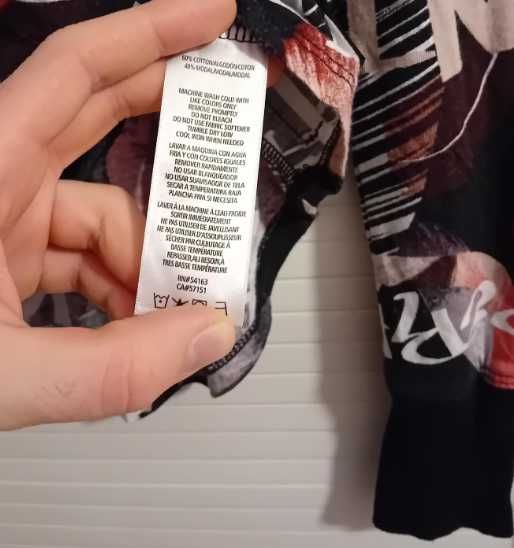 60% COTTON/ALGODÓN/COTON
40% MODAL/MODAL/MODAL
MACHINE WASH COLD WITH
LIKE COLORS ONLY
REMOVE PROMPTLY
DO NOT BLEACH
DO NOT USE FABRIC SOFTENER
TUMBLE DRY LOW
COOL IRON WHEN NEEDED
LAVAR A MAQUINA CON AGUA
FRIA Y CON COLORES IGUALES
REMOVER RAPIDAMENTE
NO USAR BLANQUEADOR
NO USAR SUAVISADOR DE TELA
SECAR A TEMPERATURA BAJA
PLANCHA FRIA SI NECESITA
LAVER À LA MACHINE À L'EAU FROIDE
SORTIR IMMÉDIATEMENT
NE PAS UTILISER DE JAVELLISANT
NE PAS UTILISER D'ASSOUPLISSEUR
SÉCHER PAR CULBUTAGE À
BASSE TEMPÉRATURE
REPASSER, AU BESOIN, À
TRÈS BASSE TEMPÉRATURE
RN#54163
CA#57151